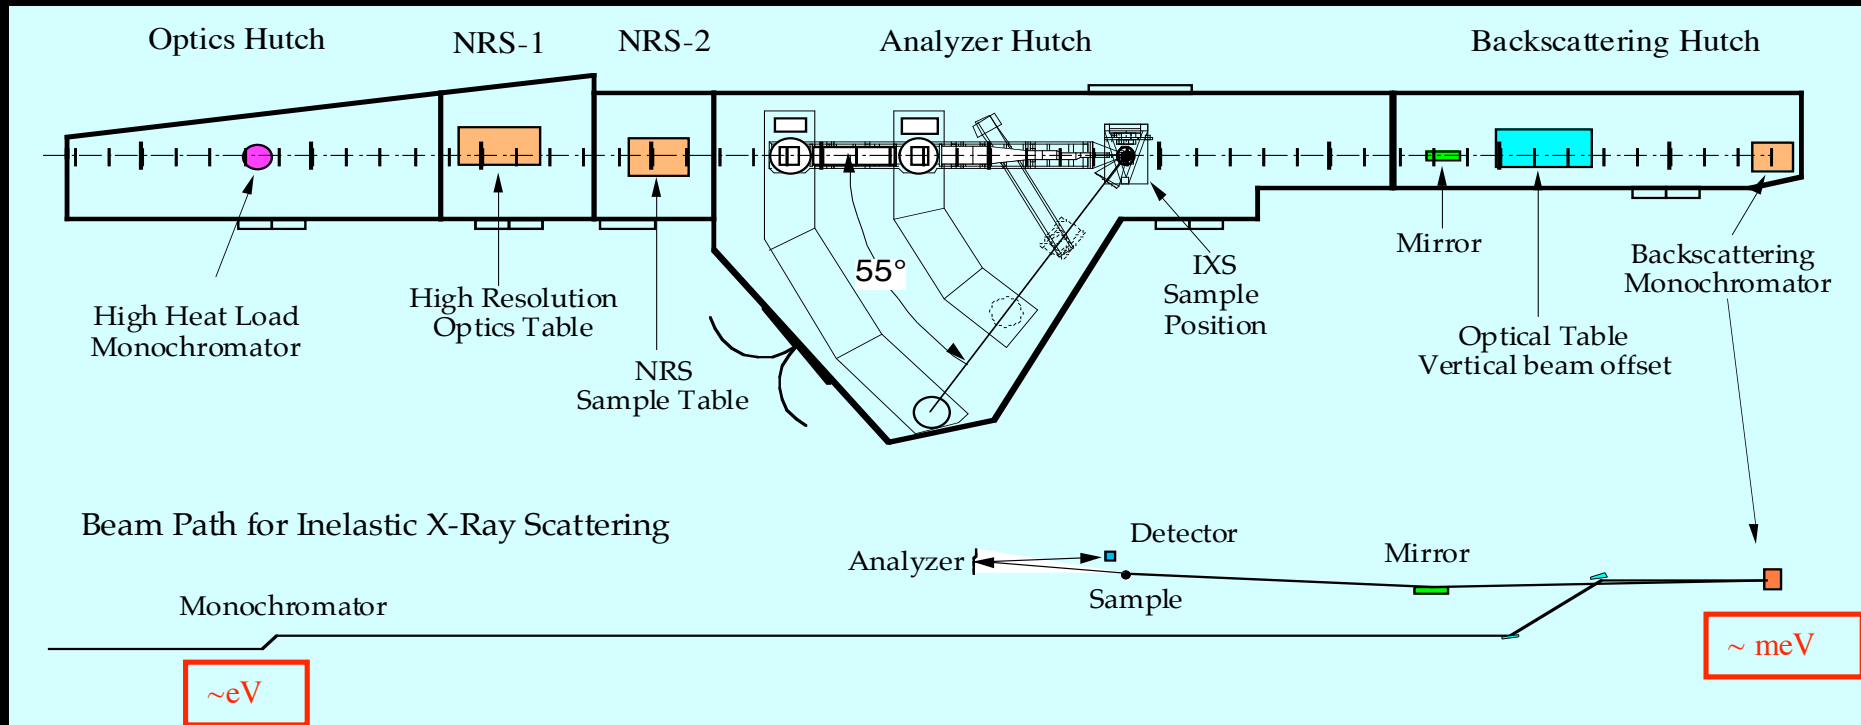 Optics Hutch
NRS-1
NRS-2
Analyzer Hutch
Backscattering Hutch
55°
High Heat Load
Monochromator
High Resolution
Optics Table
NRS
Sample Table
IXS
Sample
Position
Mirror
Optical Table
Vertical beam offset
Backscattering
Monochromator
Beam Path for Inelastic X-Ray Scattering
Monochromator
Analyzer
Detector
Sample
Mirror
~eV
~ meV